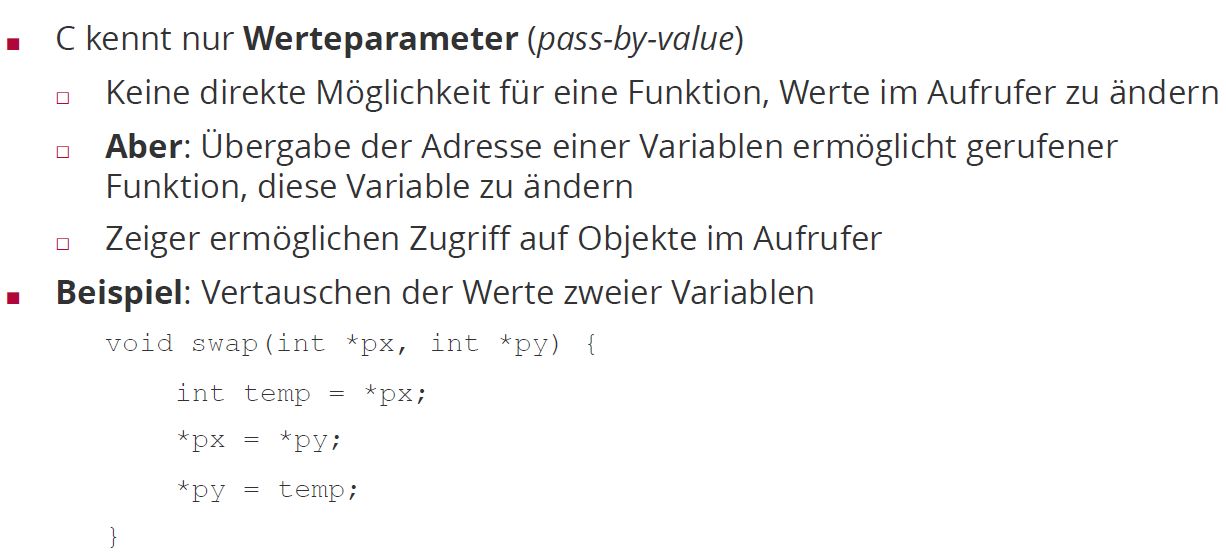 C kennt nur Werteparameter (pass-by-value)
Keine direkte Möglichkeit für eine Funktion, Werte im Aufrufer zu ändern
Aber: Übergabe der Adresse einer Variablen ermöglicht gerufener
Funktion, diese Variable zu ändern
Zeiger ermöglichen Zugriff auf Objekte im Aufrufer
Beispiel: Vertauschen der Werte zweier Variablen
void swap(int *px, int *py) {
int temp = *px;
*px = *py;
*py = temp;
}